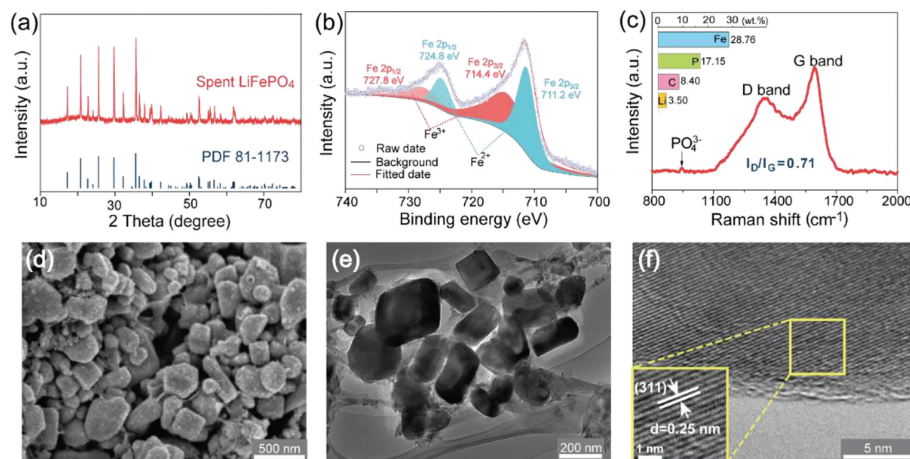 (a)
Intensity (a.u.)
Spent LiFePO4
PDF 81-1173
10 20 30 40 50 60 70
2 Theta (degree)
(b)
Intensity (a.u.)
Fe 2p1/2
727.8 eV
Fe 2p1/2
724.8 eV
Fe 2p3/2
714.4 eV
Fe 2p3/2
711.2 eV
Fe3+
Fe2+
Raw date
Background
Fitted date
740 730 720 710 700
Binding energy (eV)
(c)
Intensity (a.u.)
0 10 20 30 (wt.%)
Fe 28.76
P 17.15
C 8.40
Li 3.50
D band
G band
PO43-
ID/IG=0.71
800 1100 1400 1700 2000
Raman shift (cm-1)
(d)
500 nm
(e)
200 nm
(f)
(311)
d=0.25 nm
1 nm
5 nm